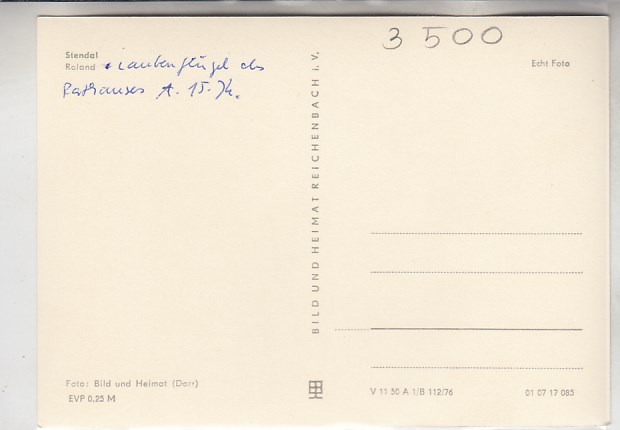 3500
Stendal
Roland • Laubenflügel des
Rathauses A. 15. Jh.
Echt Foto
BILD UND HEIMAT REICHENBACH i. V.
Foto: Bild und Heimat (Darr)
EVP 0,25 M
V 11 50 A 1/B 112/76
01 07 17 085